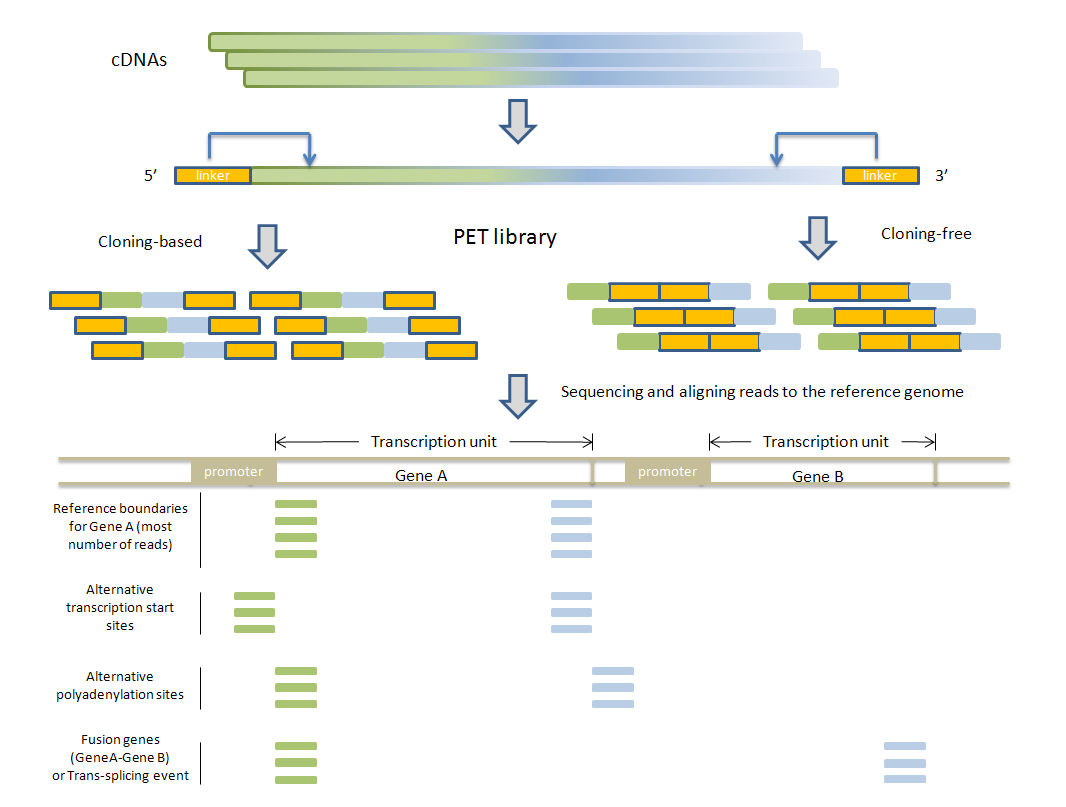 cDNAs
5’
linker
linker
3’
Cloning-based
PET library
Cloning-free
Sequencing and aligning reads to the reference genome
Transcription unit
Transcription unit
promoter
Gene A
promoter
Gene B
Reference boundaries
for Gene A (most
number of reads)
Alternative
transcription start
sites
Alternative
polyadenylation sites
Fusion genes
(GeneA-Gene B)
or Trans-splicing event